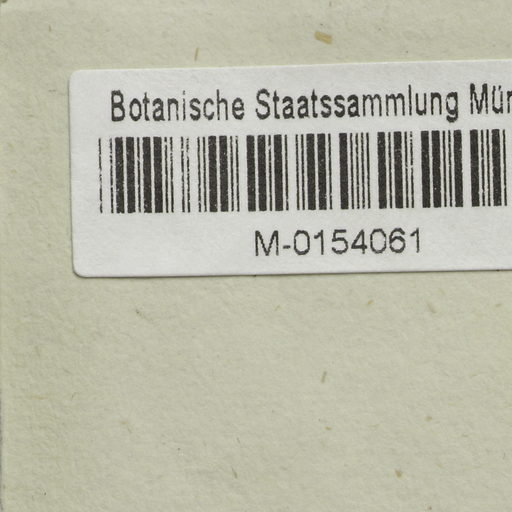 Botanische Staatssammlung Mün
M-0154061